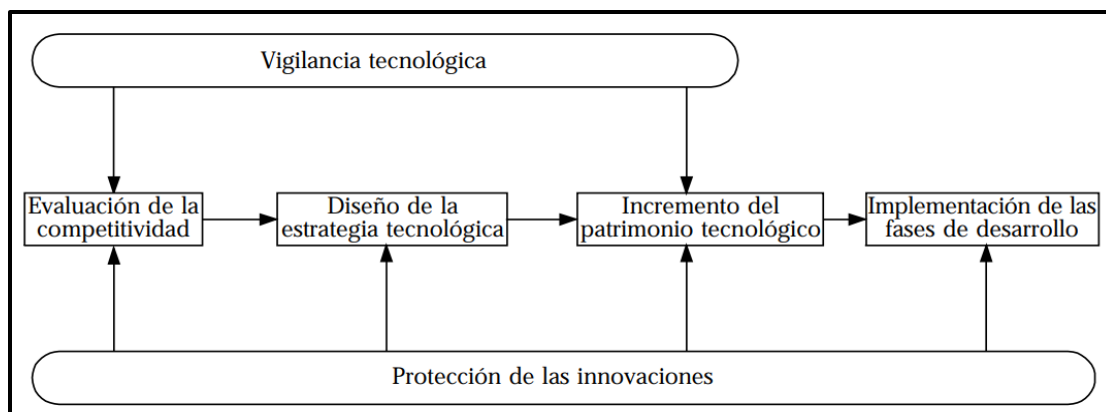 Vigilancia tecnológica
Evaluación de la
competitividad
Diseño de la
estrategia tecnológica
Incremento del
patrimonio tecnológico
Implementación de las
fases de desarrollo
Protección de las innovaciones